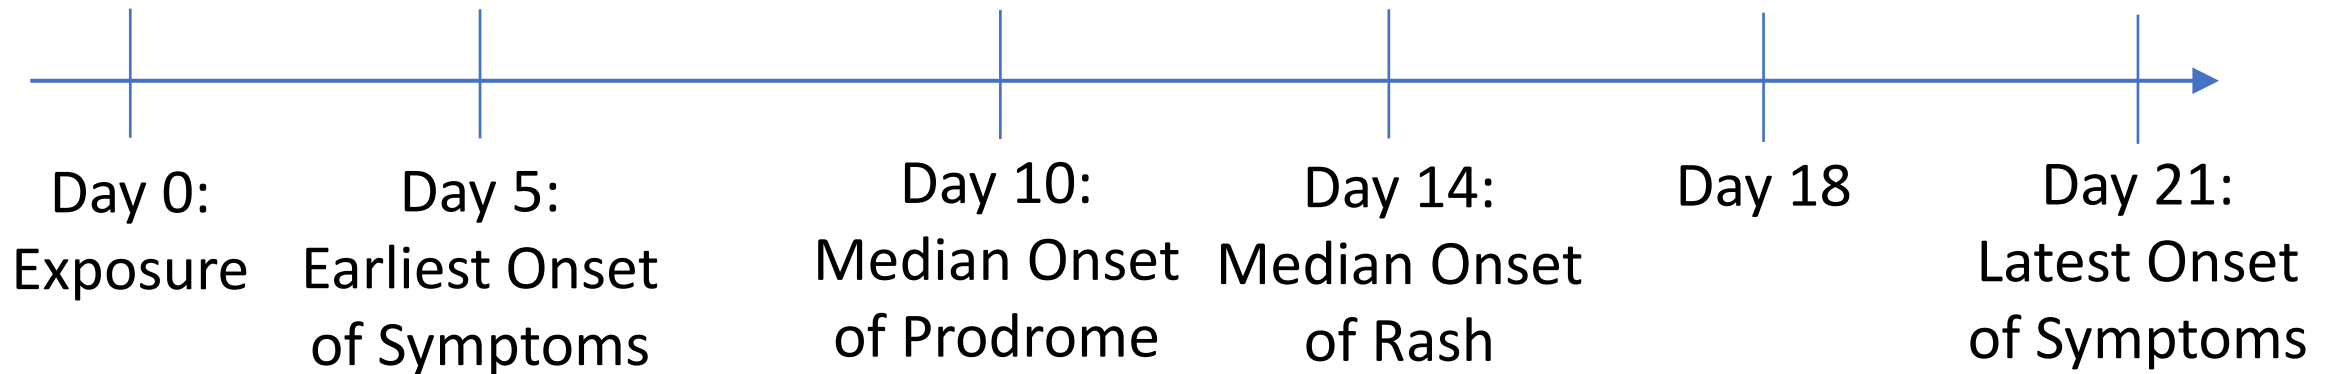 Day 0:
Exposure
Day 5:
Earliest Onset
of Symptoms
Day 10:
Median Onset
of Prodrome
Day 14:
Median Onset
of Rash
Day 18
Day 21:
Latest Onset
of Symptoms